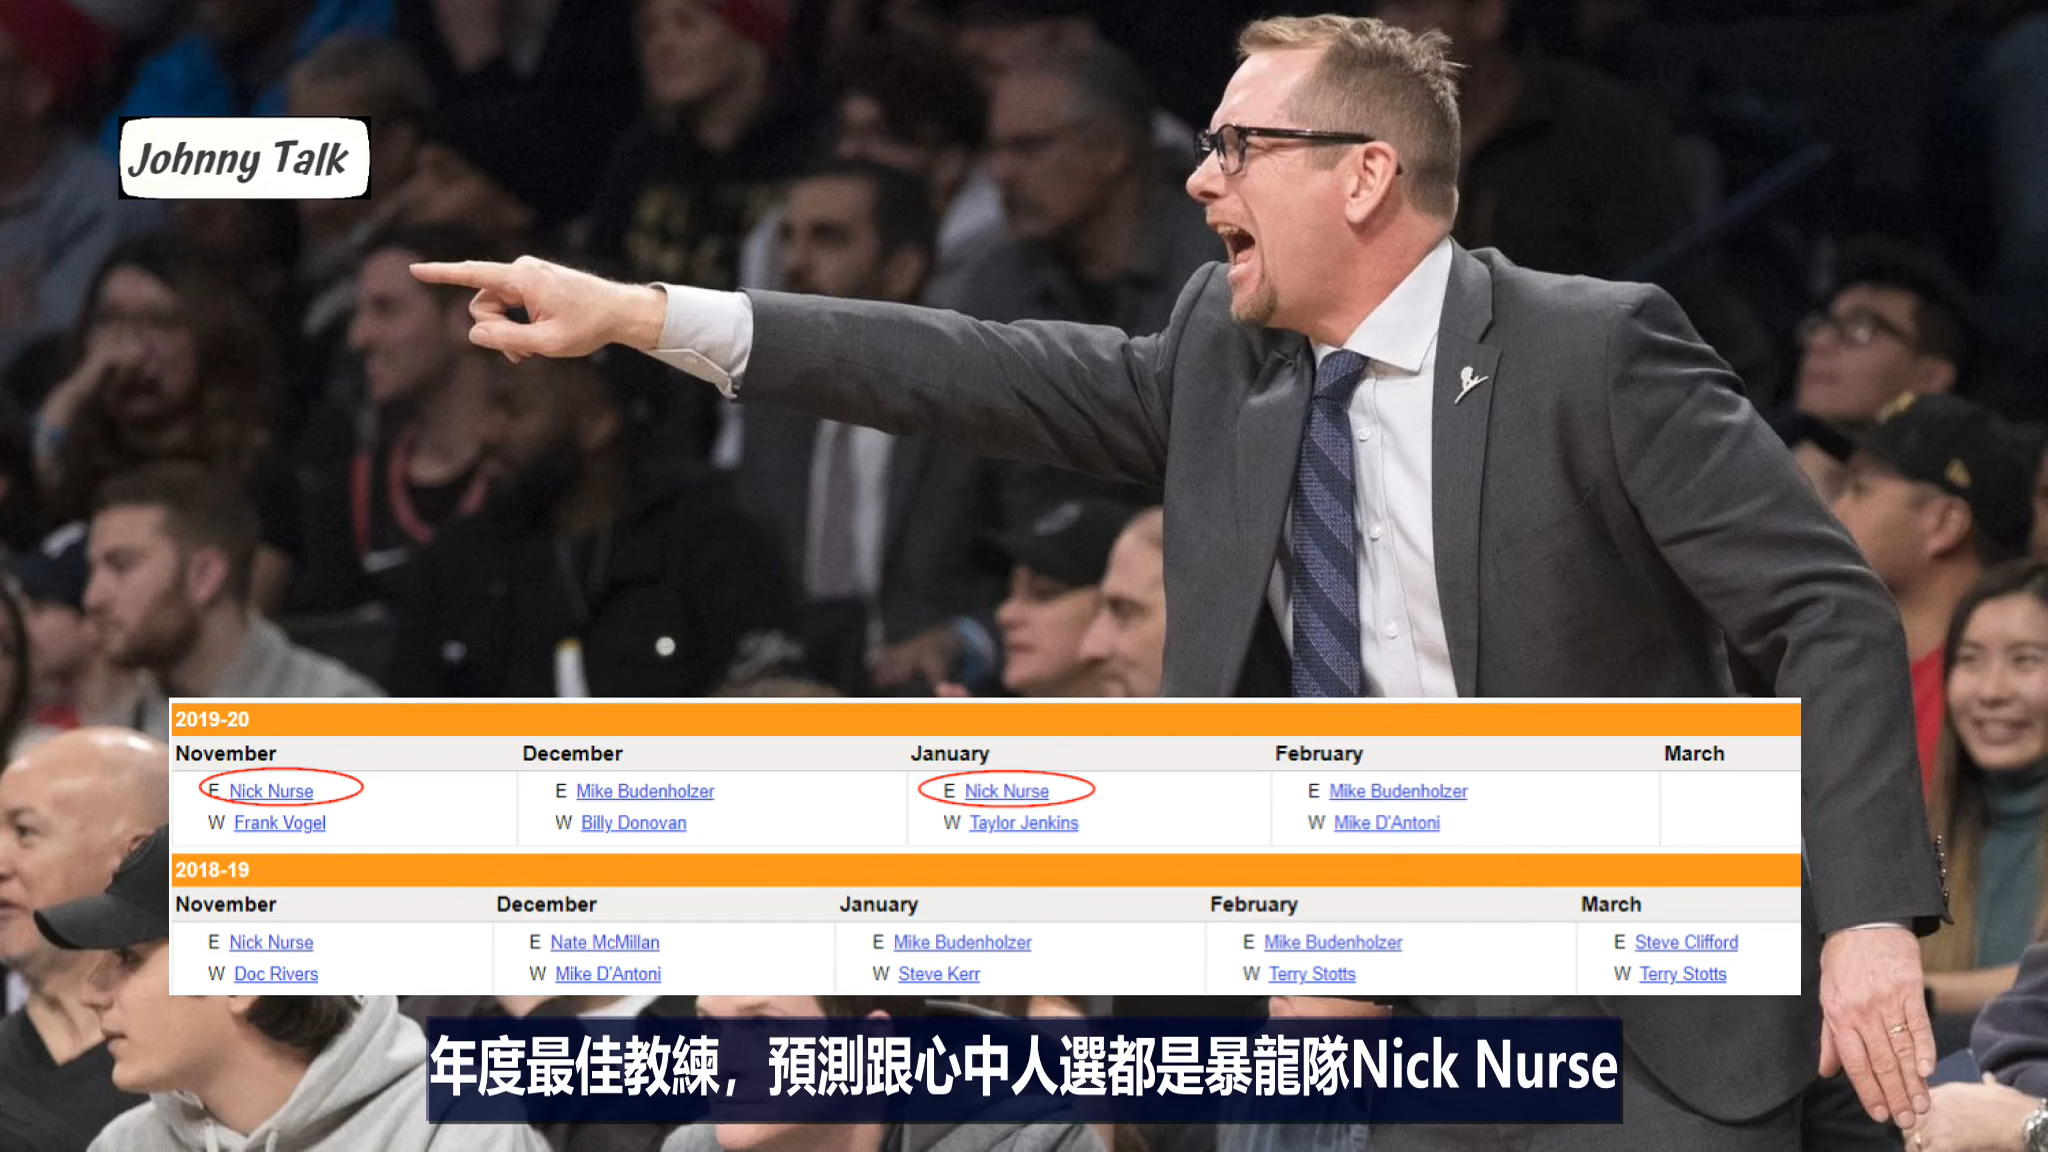 Johnny Talk
2019-20
November December January February March
E Nick Nurse E Mike Budenholzer E Nick Nurse E Mike Budenholzer
W Frank Vogel W Billy Donovan W Taylor Jenkins W Mike D'Antoni
2018-19
November December January February March
E Nick Nurse E Nate McMillan E Mike Budenholzer E Mike Budenholzer E Steve Clifford
W Doc Rivers W Mike D'Antoni W Steve Kerr W Terry Stotts W Terry Stotts
年度最佳教練，預測跟心中人選都是暴龍隊Nick Nurse